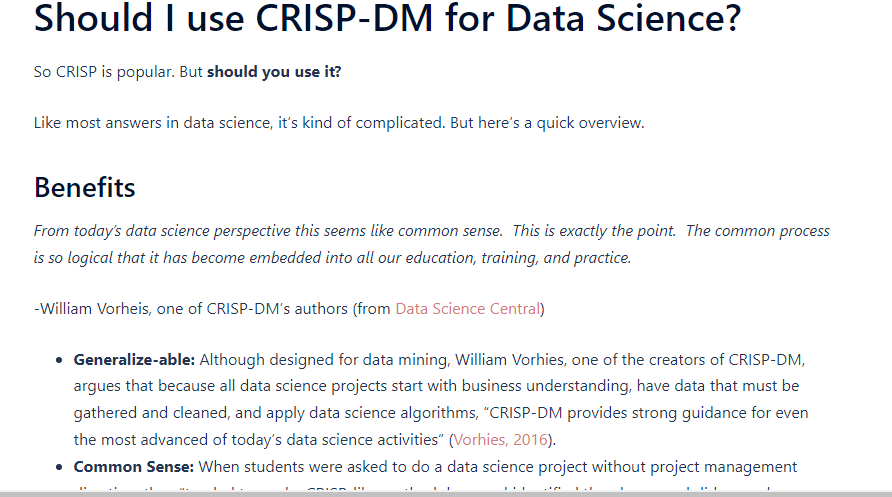 Should I use CRISP-DM for Data Science?
So CRISP is popular. But should you use it?
Like most answers in data science, it's kind of complicated. But here's a quick overview.
Benefits
From today's data science perspective this seems like common sense.  This is exactly the point.  The common process
is so logical that it has become embedded into all our education, training, and practice.
-William Vorheis, one of CRISP-DM's authors (from Data Science Central)
• Generalize-able: Although designed for data mining, William Vorhies, one of the creators of CRISP-DM,
argues that because all data science projects start with business understanding, have data that must be
gathered and cleaned, and apply data science algorithms, “CRISP-DM provides strong guidance for even
the most advanced of today's data science activities” (Vorhies, 2016).
• Common Sense: When students were asked to do a data science project without project management